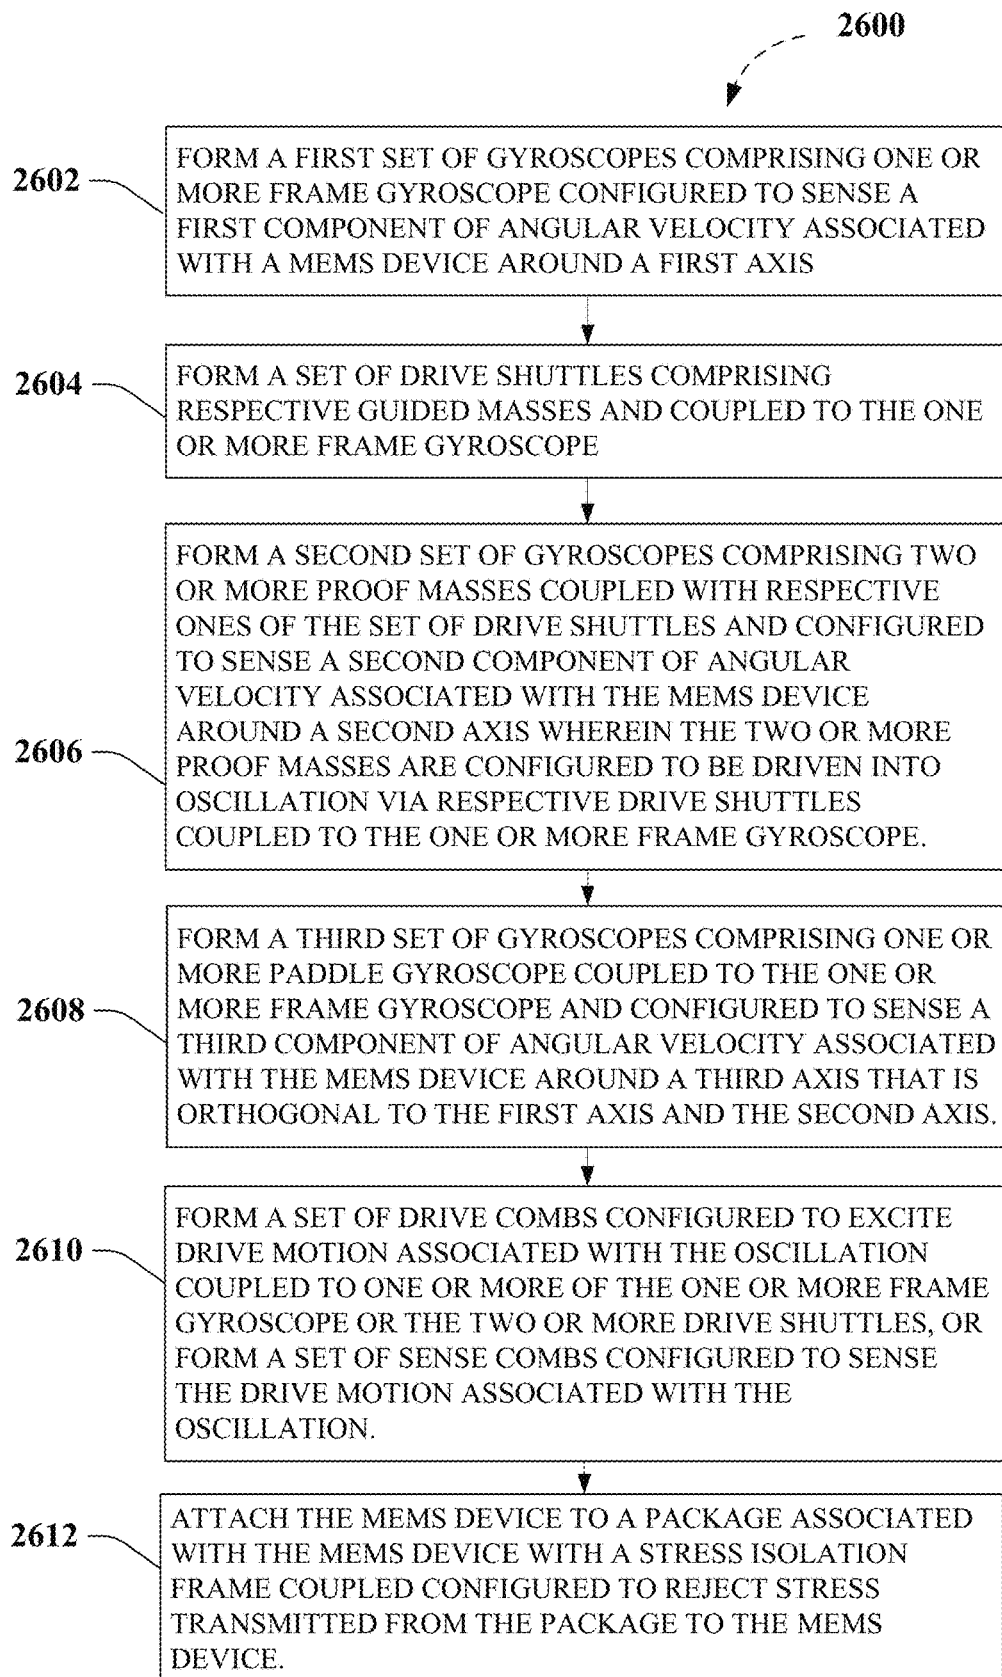 2600
2602
FORM A FIRST SET OF GYROSCOPES COMPRISING ONE OR
MORE FRAME GYROSCOPE CONFIGURED TO SENSE A
FIRST COMPONENT OF ANGULAR VELOCITY ASSOCIATED
WITH A MEMS DEVICE AROUND A FIRST AXIS
2604
FORM A SET OF DRIVE SHUTTLES COMPRISING
RESPECTIVE GUIDED MASSES AND COUPLED TO THE ONE
OR MORE FRAME GYROSCOPE
2606
FORM A SECOND SET OF GYROSCOPES COMPRISING TWO
OR MORE PROOF MASSES COUPLED WITH RESPECTIVE
ONES OF THE SET OF DRIVE SHUTTLES AND CONFIGURED
TO SENSE A SECOND COMPONENT OF ANGULAR
VELOCITY ASSOCIATED WITH THE MEMS DEVICE
AROUND A SECOND AXIS WHEREIN THE TWO OR MORE
PROOF MASSES ARE CONFIGURED TO BE DRIVEN INTO
OSCILLATION VIA RESPECTIVE DRIVE SHUTTLES
COUPLED TO THE ONE OR MORE FRAME GYROSCOPE.
2608
FORM A THIRD SET OF GYROSCOPES COMPRISING ONE OR
MORE PADDLE GYROSCOPE COUPLED TO THE ONE OR
MORE FRAME GYROSCOPE AND CONFIGURED TO SENSE A
THIRD COMPONENT OF ANGULAR VELOCITY ASSOCIATED
WITH THE MEMS DEVICE AROUND A THIRD AXIS THAT IS
ORTHOGONAL TO THE FIRST AXIS AND THE SECOND AXIS.
2610
FORM A SET OF DRIVE COMBS CONFIGURED TO EXCITE
DRIVE MOTION ASSOCIATED WITH THE OSCILLATION
COUPLED TO ONE OR MORE OF THE ONE OR MORE FRAME
GYROSCOPE OR THE TWO OR MORE DRIVE SHUTTLES, OR
FORM A SET OF SENSE COMBS CONFIGURED TO SENSE
THE DRIVE MOTION ASSOCIATED WITH THE
OSCILLATION.
2612
ATTACH THE MEMS DEVICE TO A PACKAGE ASSOCIATED
WITH THE MEMS DEVICE WITH A STRESS ISOLATION
FRAME COUPLED CONFIGURED TO REJECT STRESS
TRANSMITTED FROM THE PACKAGE TO THE MEMS
DEVICE.